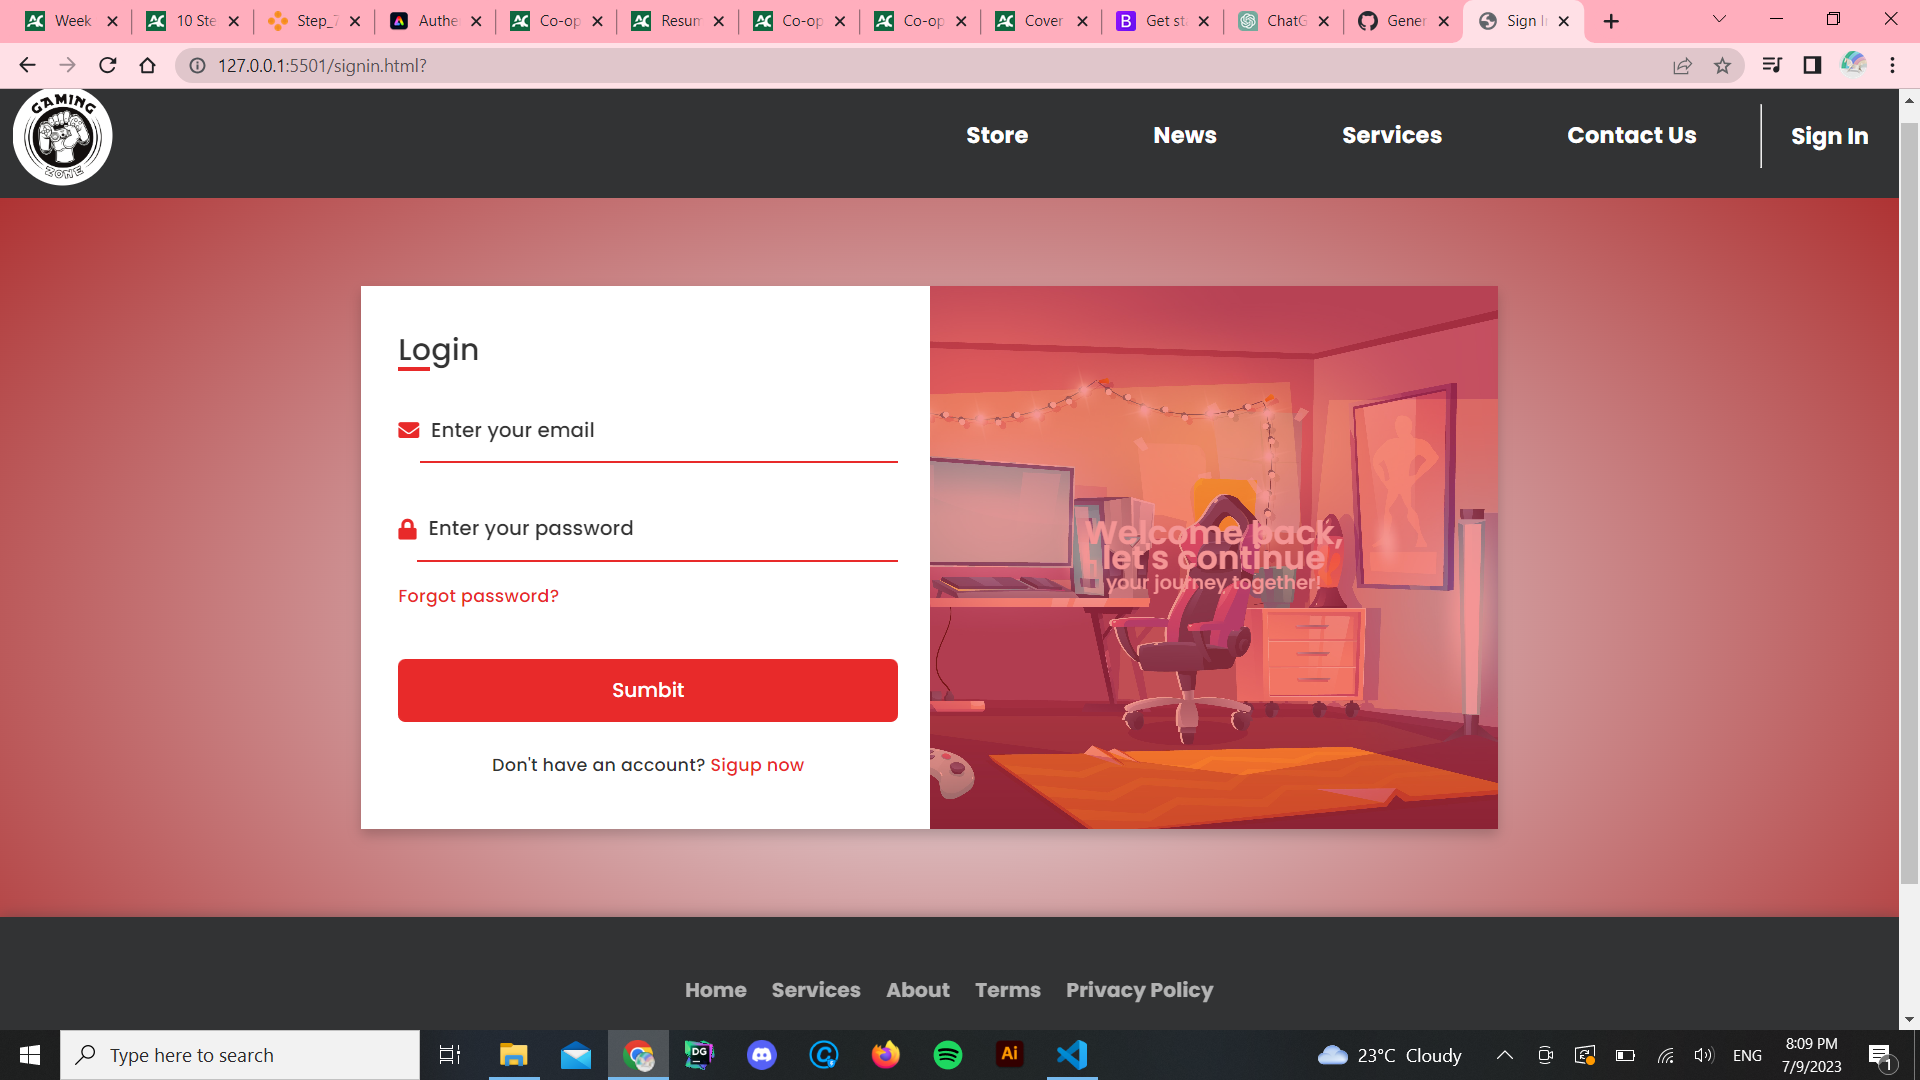 Week
10 Ste
Step_7
Authe
Co-op
Resum
Co-op
Co-op
Cover
Get sta
ChatG
Gener
Sign In
127.0.0.1:5501/signin.html?
GAMING
ZONE
Store
News
Services
Contact Us
Sign In
Login
Enter your email
Enter your password
Forgot password?
Sumbit
Don't have an account? Sigup now
Welcome back,
let's continue
your journey together!
Home
Services
About
Terms
Privacy Policy
Type here to search
DG
Ai
23°C Cloudy
ENG
8:09 PM
7/9/2023
1